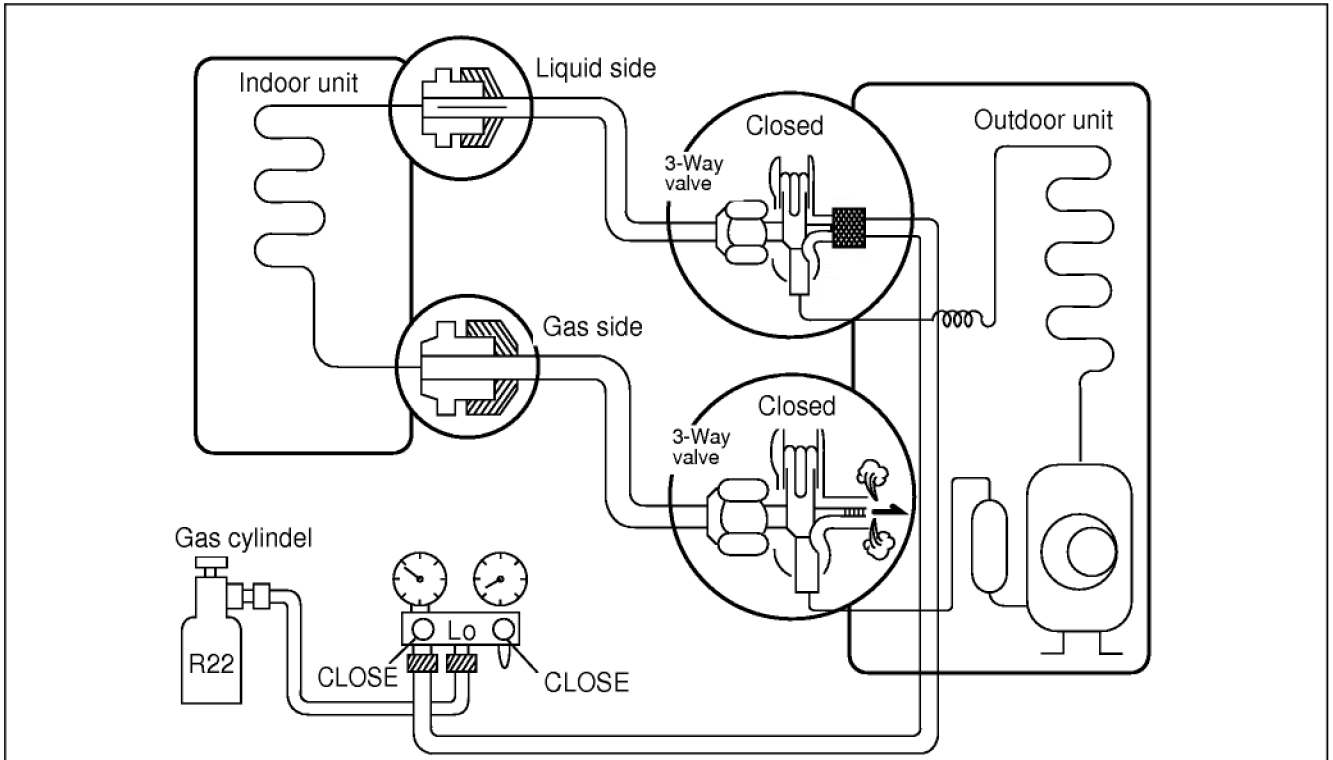 Indoor unit
Liquid side
Closed
3-Way
valve
Outdoor unit
Gas side
Closed
3-Way
valve
Gas cylindel
R22
Lo
CLOSE
CLOSE